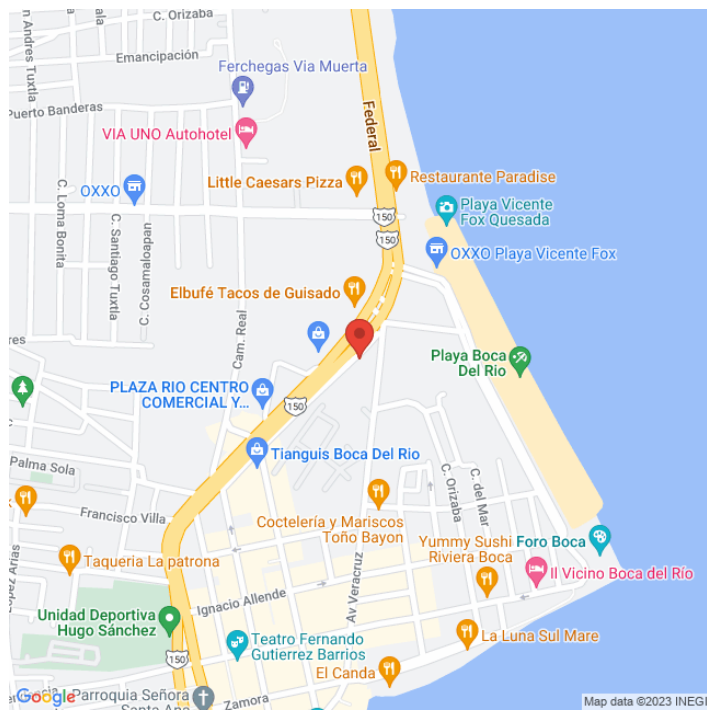 C. Orizaba
Andres Tuxtla
Emancipación
Ferchegas Via Muerta
Federal
Puerto Banderas
VIA UNO Autohotel
Little Caesars Pizza
Restaurante Paradise
OXXO
C. Loma Bonita
C. Santiago Tuxtla
C. Cosamaloapan
150
Playa Vicente
Fox Quesada
150
OXXO Playa Vicente Fox
Elbufé Tacos de Guisado
Cam. Real
Playa Boca
Del Rio
PLAZA RIO CENTRO
COMERCIAL Y...
150
Tianguis Boca Del Rio
Palma Sola
C. Orizaba
C. del Mar
Francisco Villa
Coctelería y Mariscos
Toño Bayon
Yummy Sushi
Riviera Boca
Foro Boca
Taqueria La patrona
Il Vicino Boca del Río
Av Veracruz
Ignacio Allende
Unidad Deportiva
Hugo Sánchez
La Luna Sul Mare
Teatro Fernando
Gutierrez Barrios
150
El Canda
Parroquia Señora
Zamora
Google
Map data ©2023 INEGI